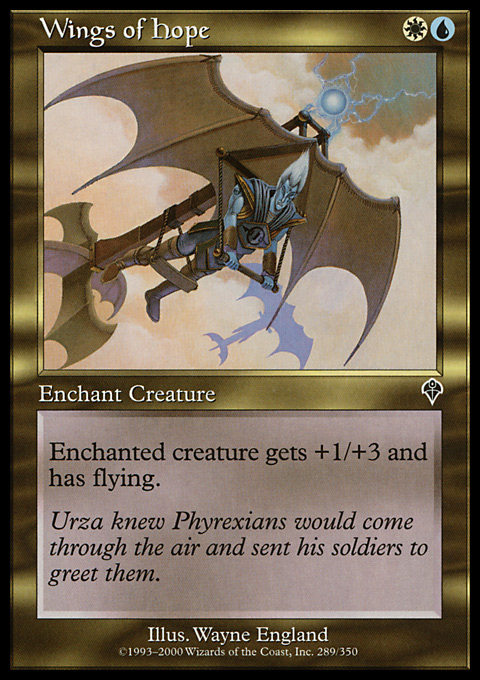 Wings of Hope
Enchant Creature
Enchanted creature gets +1/+3 and
has flying.
Urza knew Phyrexians would come
through the air and sent his soldiers to
greet them.
Illus. Wayne England
©1993–2000 Wizards of the Coast, Inc. 289/350